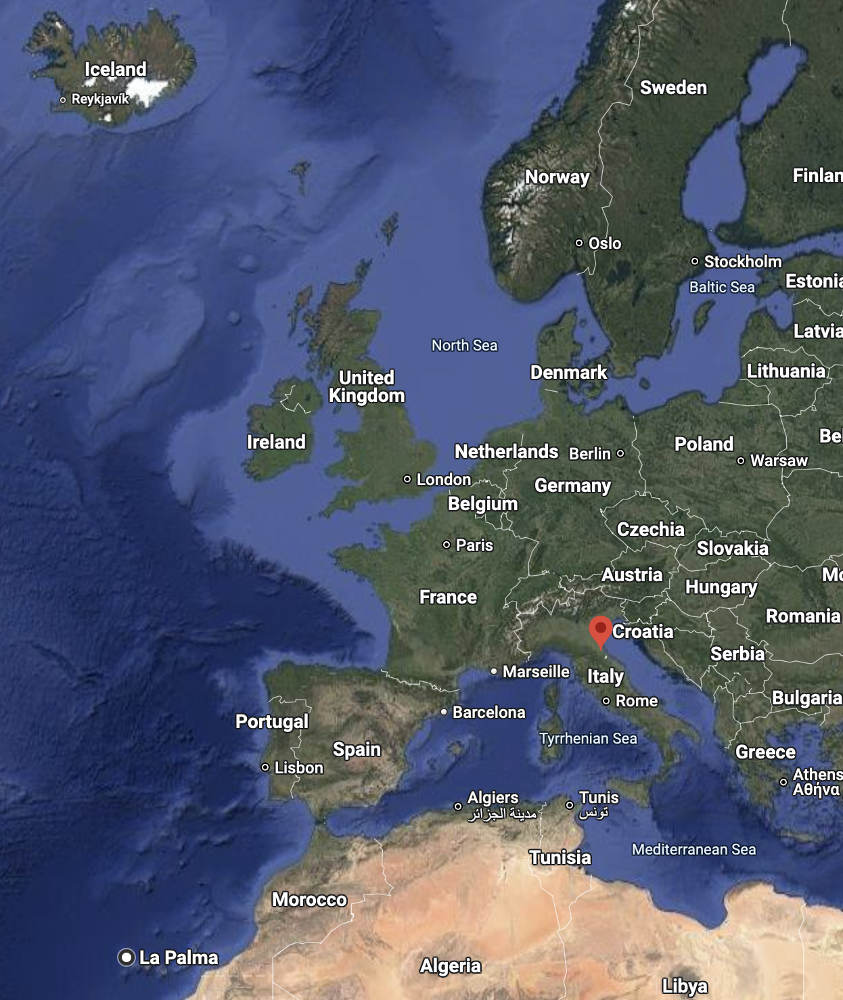 Iceland
Reykjavík
Sweden
Norway
Finlan
Oslo
Stockholm
Baltic Sea
Estonia
Latvia
North Sea
Denmark
Lithuania
United
Kingdom
Ireland
Netherlands
Berlin
Poland
Bel
Warsaw
London
Germany
Belgium
Czechia
Paris
Slovakia
Austria
Mo
Hungary
France
Romania
Croatia
Serbia
Marseille
Italy
Rome
Bulgaria
Barcelona
Portugal
Tyrrhenian Sea
Spain
Greece
Lisbon
Athens
Αθήνα
Algiers
مدينة الجزائر
Tunis
تونس
Mediterranean Sea
Tunisia
Morocco
La Palma
Algeria
Libya